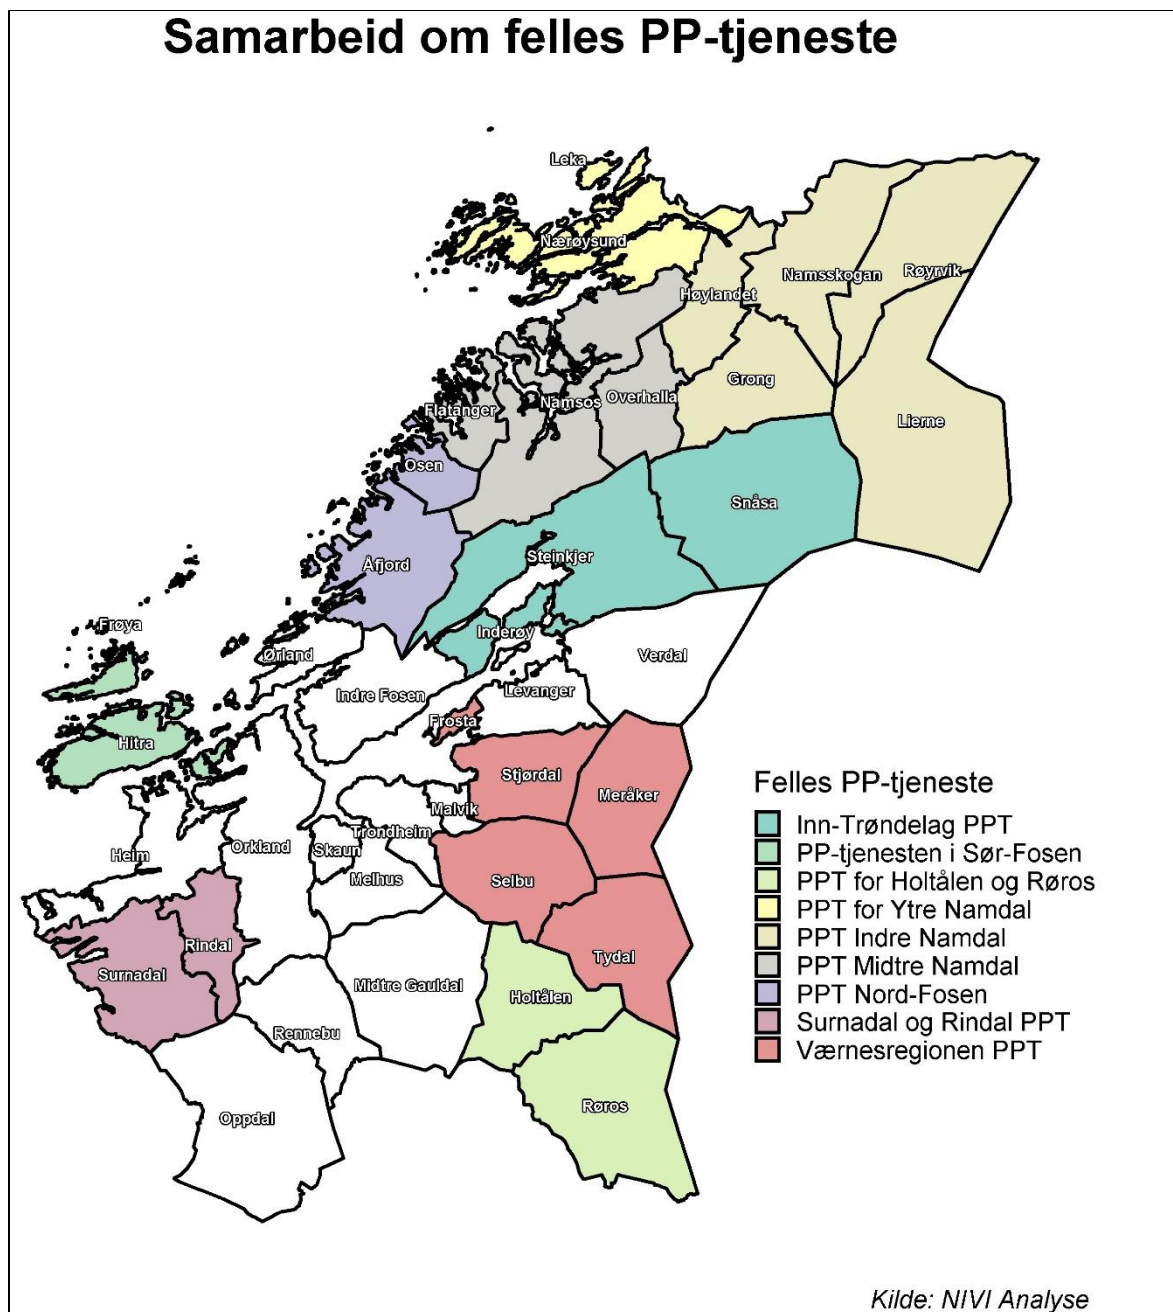 Samarbeid om felles PP-tjeneste
Leka
Nærøysund
Høylandet
Namsskogan
Røyrvik
Grong
Lierne
Flatanger
Namsos
Overhalla
Osen
Snåsa
Åfjord
Steinkjer
Frøya
Ørland
Inderøy
Verdal
Indre Fosen
Levanger
Frosta
Hitra
Stjørdal
Meråker
Malvik
Trondheim
Heim
Orkland
Skaun
Melhus
Selbu
Rindal
Surnadal
Tydal
Midtre Gauldal
Holtålen
Rennebu
Oppdal
Røros
Felles PP-tjeneste
Inn-Trøndelag PPT
PP-tjenesten i Sør-Fosen
PPT for Holtålen og Røros
PPT for Ytre Namdal
PPT Indre Namdal
PPT Midtre Namdal
PPT Nord-Fosen
Surnadal og Rindal PPT
Værnesregionen PPT
Kilde: NIVI Analyse